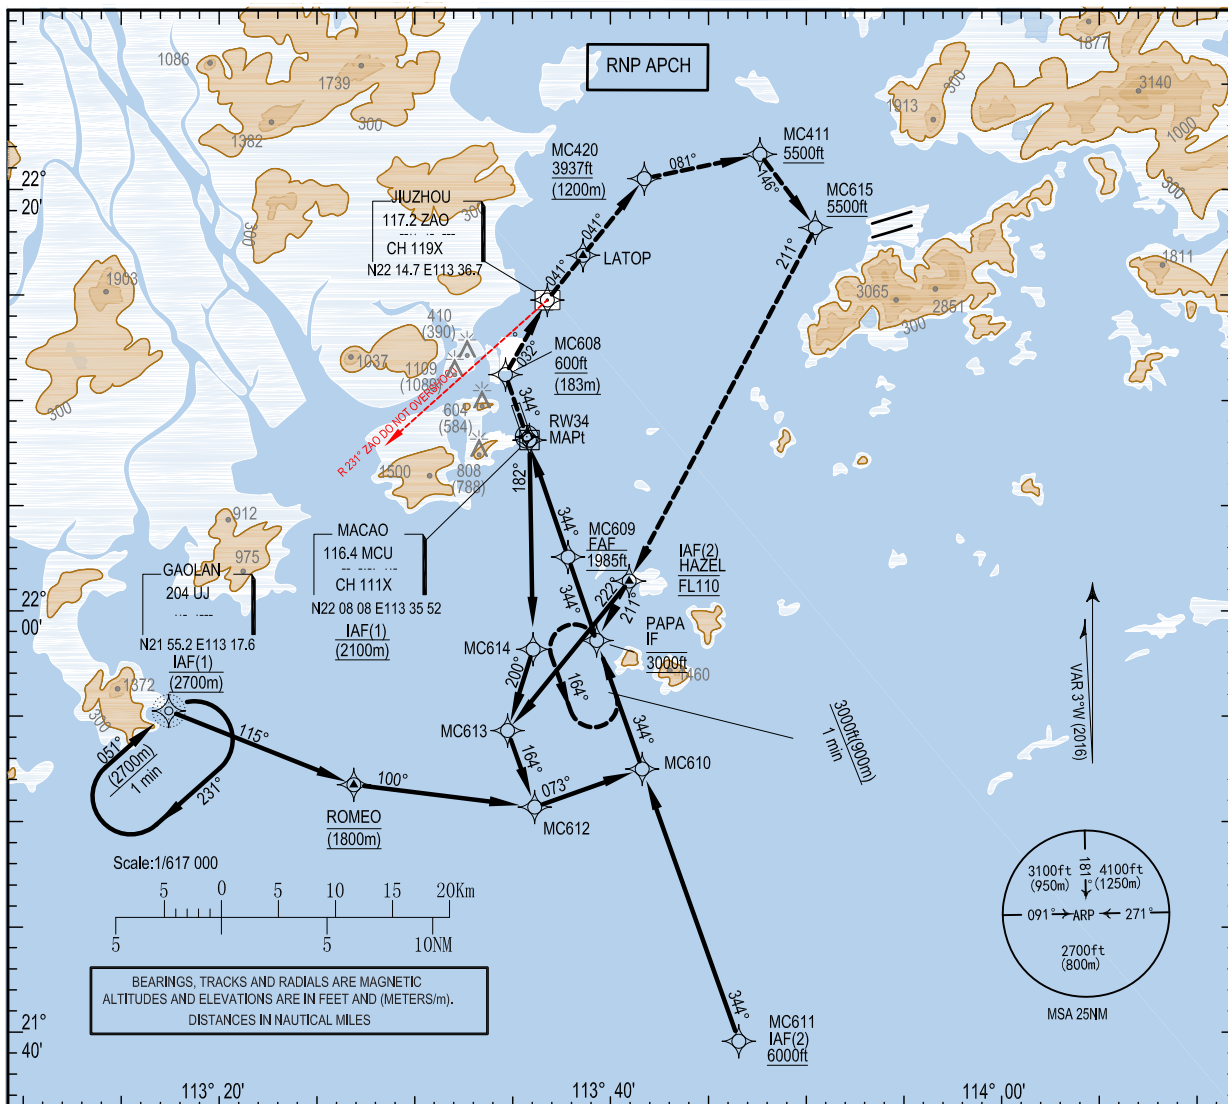 RNP APCH
1086
1739
1382
300
300
1877
300
3140
1913
1000
300
MC411
5500ft
MC420
3937ft
(1200m)
081°
146°
MC615
5500ft
22°
20'
JIUZHOU
117.2 ZAO
CH 119X
N22 14.7 E113 36.7
300
041°
LATOP
041°
211°
1811
3065
2851
300
1903
300
410
(390)
1037
1109
032°
MC608
600ft
(183m)
604
(584)
344°
RW34
MAPt
R 231° ZAO DO NOT OVERSHOOT
1500
808
(788)
182°
912
975
GAOLAN
204 UJ
N21 55.2 E113 17.6
IAF(1)
(2700m)
MACAO
116.4 MCU
CH 111X
N22 08 08 E113 35 52
IAF(1)
(2100m)
344°
MC609
FAF
1985ft
IAF(2)
HAZEL
FL110
344°
222°
211°
PAPA
IF
3000ft
1460
22°
00'
MC614
200°
164°
1372
300
051°
(2700m)
1 min
231°
115°
MC613
164°
344°
3000ft(900m)
1 min
VAR 3°W (2016)
ROMEO
(1800m)
100°
073°
MC612
MC610
Scale:1/617 000
5 0 5 10 15 20Km
5 5 10NM
BEARINGS, TRACKS AND RADIALS ARE MAGNETIC
ALTITUDES AND ELEVATIONS ARE IN FEET AND (METERS/m).
DISTANCES IN NAUTICAL MILES
344°
MC611
IAF(2)
6000ft
3100ft
(950m)
181°
4100ft
(1250m)
091° ARP 271°
2700ft
(800m)
MSA 25NM
21°
40'
113° 20'
113° 40'
114° 00'